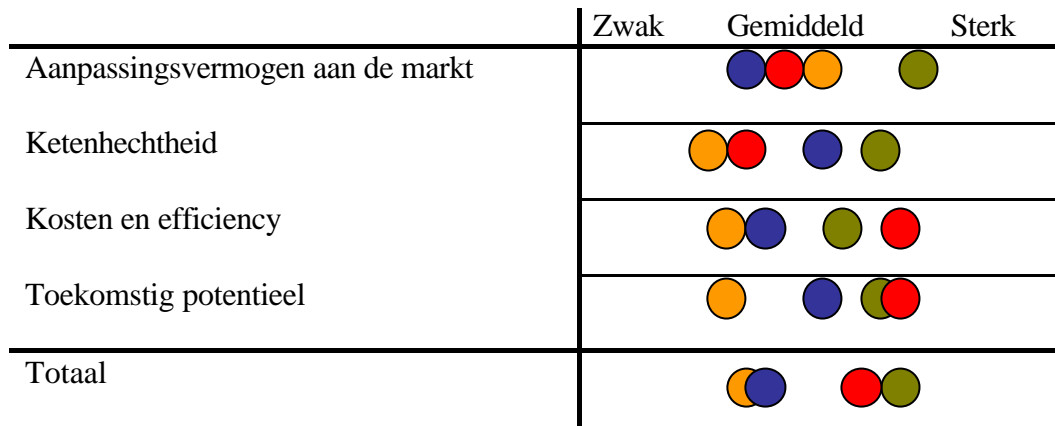 Zwak Gemiddeld Sterk
Aanpassingsvermogen aan de markt
Ketenhechtheid
Kosten en efficiency
Toekomstig potentieel
Totaal